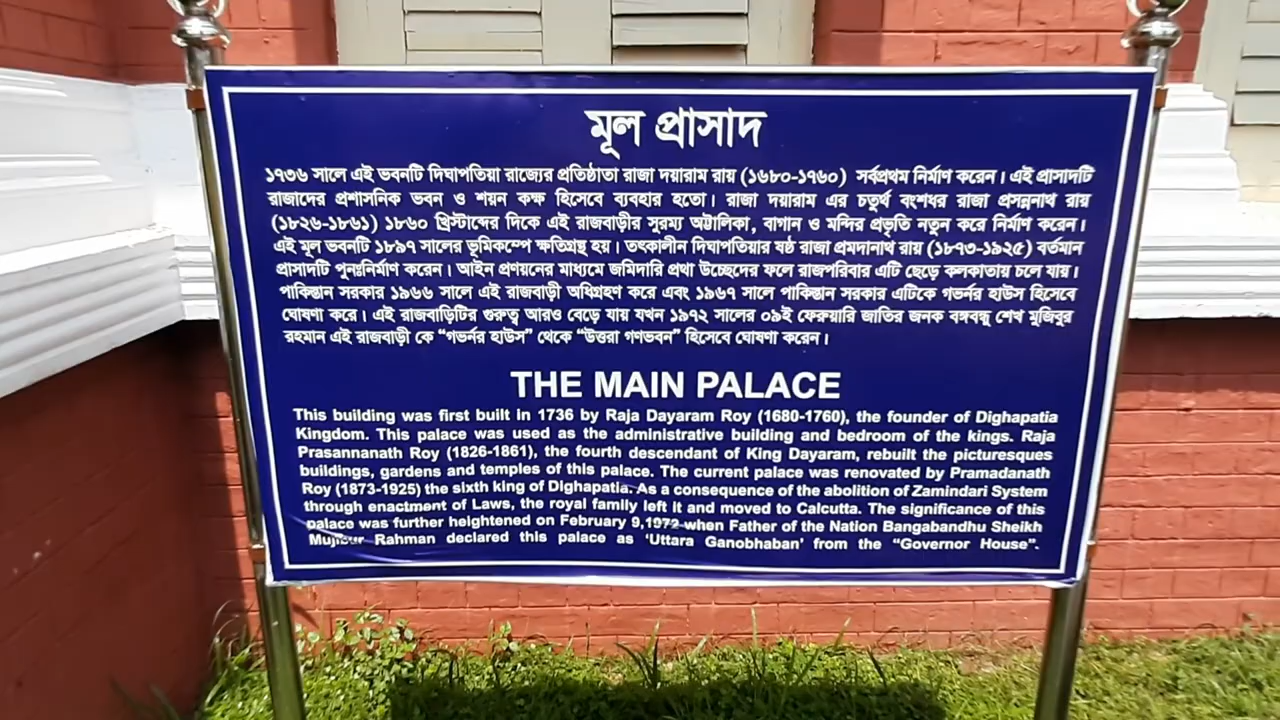 মূল প্রাসাদ
১৭৩৬ সালে এই ভবনটি দিঘাপতিয়া রাজ্যের প্রতিষ্ঠাতা রাজা দয়ারাম রায় (১৬৮০-১৭৬০) সর্বপ্রথম নির্মাণ করেন। এই প্রাসাদটি
রাজাদের প্রশাসনিক ভবন ও শয়ন কক্ষ হিসেবে ব্যবহার হতো। রাজা দয়ারাম এর চতুর্থ বংশধর রাজা প্রসন্ননাথ রায়
(১৮২৬-১৮৬১) ১৮৬০ খ্রিস্টাব্দের দিকে এই রাজবাড়ীর সুরম্য অট্টালিকা, বাগান ও মন্দির প্রভৃতি নতুন করে নির্মাণ করেন।
এই মূল ভবনটি ১৮৯৭ সালের ভূমিকম্পে ক্ষতিগ্রস্থ হয়। তৎকালীন দিঘাপতিয়ার ষষ্ঠ রাজা প্রমদানাথ রায় (১৮৭৩-১৯২৫) বর্তমান
প্রাসাদটি পুনঃনির্মাণ করেন। আইন প্রণয়নের মাধ্যমে জমিদারি প্রথা উচ্ছেদের ফলে রাজপরিবার এটি ছেড়ে কলকাতায় চলে যায়।
পাকিস্তান সরকার ১৯৬৬ সালে এই রাজবাড়ী অধিগ্রহণ করে এবং ১৯৬৭ সালে পাকিস্তান সরকার এটিকে গভর্নর হাউস হিসেবে
ঘোষণা করে। এই রাজবাড়িটির গুরুত্ব আরও বেড়ে যায় যখন ১৯৭২ সালের ০৯ই ফেব্রুয়ারি জাতির জনক বঙ্গবন্ধু শেখ মুজিবুর
রহমান এই রাজবাড়ী কে “গভর্নর হাউস” থেকে “উত্তরা গণভবন” হিসেবে ঘোষণা করেন।
THE MAIN PALACE
This building was first built in 1736 by Raja Dayaram Roy (1680-1760), the founder of Dighapatia
Kingdom. This palace was used as the administrative building and bedroom of the kings. Raja
Prasannanath Roy (1826-1861), the fourth descendant of King Dayaram, rebuilt the picturesques
buildings, gardens and temples of this palace. The current palace was renovated by Pramadanath
Roy (1873-1925) the sixth king of Dighapatia. As a consequence of the abolition of Zamindari System
through enactment of Laws, the royal family left it and moved to Calcutta. The significance of this
palace was further heightened on February 9,1972 when Father of the Nation Bangabandhu Sheikh
Mujibur Rahman declared this palace as ‘Uttara Ganobhaban’ from the “Governor House”.